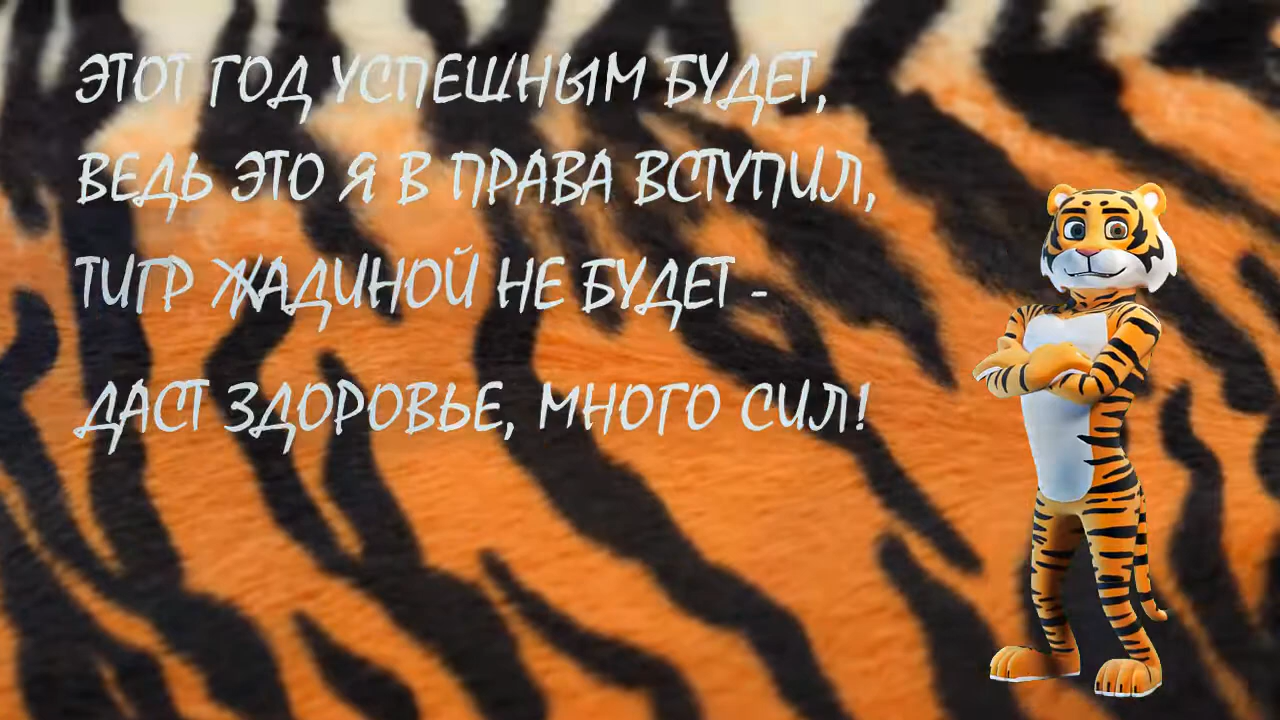 ЭТОТ ГОД УСПЕШНЫМ БУДЕТ,
ВЕДЬ ЭТО Я В ПРАВА ВСТУПИЛ,
ТИГР ЖАДИНОЙ НЕ БУДЕТ -
ДАСТ ЗДОРОВЬЕ, МНОГО СИЛ!